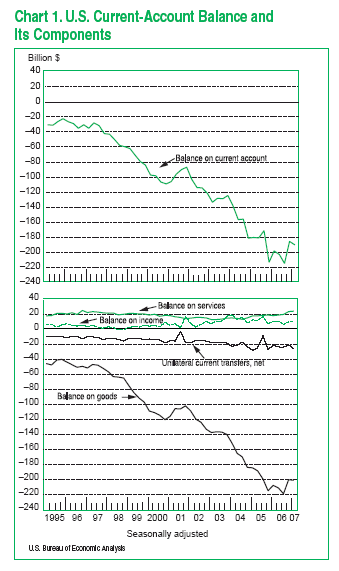 Chart 1. U.S. Current-Account Balance and
Its Components
Billion $
40
20
0
−20
−40
−60
−80
−100
−120
−140
−160
−180
−200
−220
−240
Balance on current account
40
20
0
−20
−40
−60
−80
−100
−120
−140
−160
−180
−200
−220
−240
Balance on services
Balance on income
Unilateral current transfers, net
Balance on goods
1995 96 97 98 99 2000 01 02 03 04 05 06 07
Seasonally adjusted
U.S. Bureau of Economic Analysis